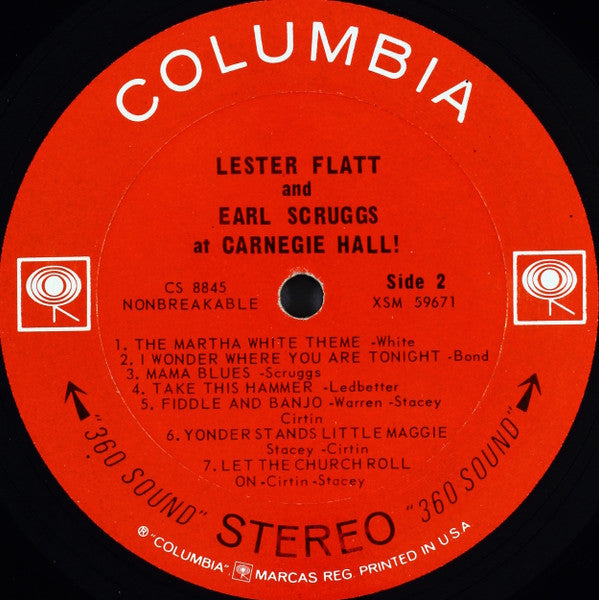 COLUMBIA
LESTER FLATT
and
EARL SCRUGGS
at CARNEGIE HALL!
CS 8845
NONBREAKABLE
Side 2
XSM 59671
1. THE MARTHA WHITE THEME -White
2. I WONDER WHERE YOU ARE TONIGHT -Bond
3. MAMA BLUES -Scruggs
4. TAKE THIS HAMMER -Ledbetter
5. FIDDLE AND BANJO -Warren -Stacey
Cirtin
6. YONDER STANDS LITTLE MAGGIE
Stacey -Cirtin
7. LET THE CHURCH ROLL
ON -Cirtin -Stacey
"360 SOUND" STEREO "360 SOUND"
® "COLUMBIA", MARCAS REG. PRINTED IN U.S.A.